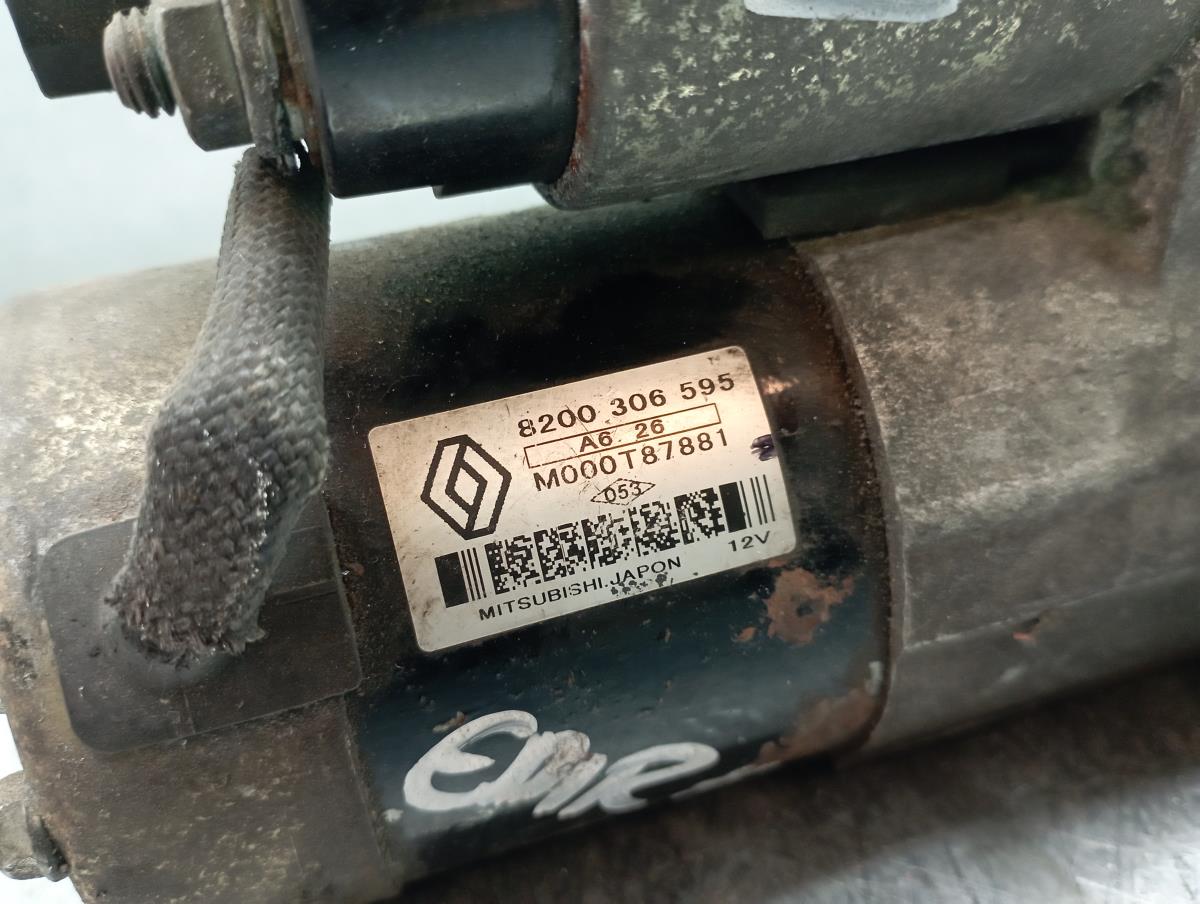 8200 306 595
A6 26
M000T87881
053
12V
MITSUBISHI.JAPON